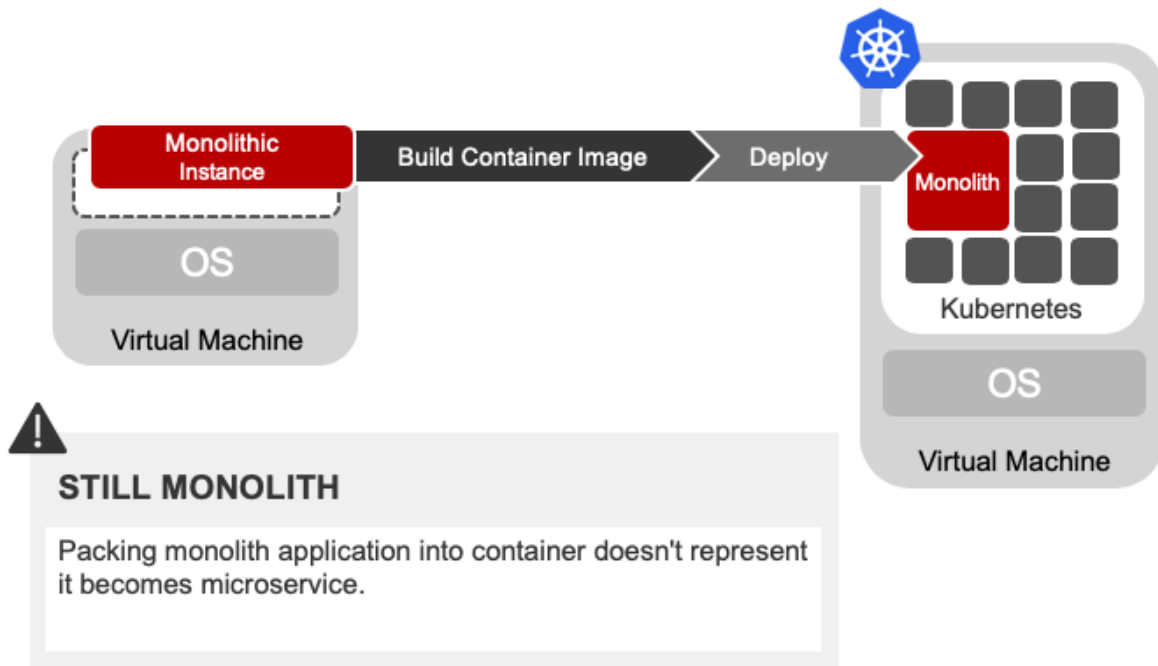 Monolithic
Instance
Build Container Image
Deploy
Monolith
Kubernetes
OS
Virtual Machine
OS
Virtual Machine
STILL MONOLITH
Packing monolith application into container doesn't represent
it becomes microservice.